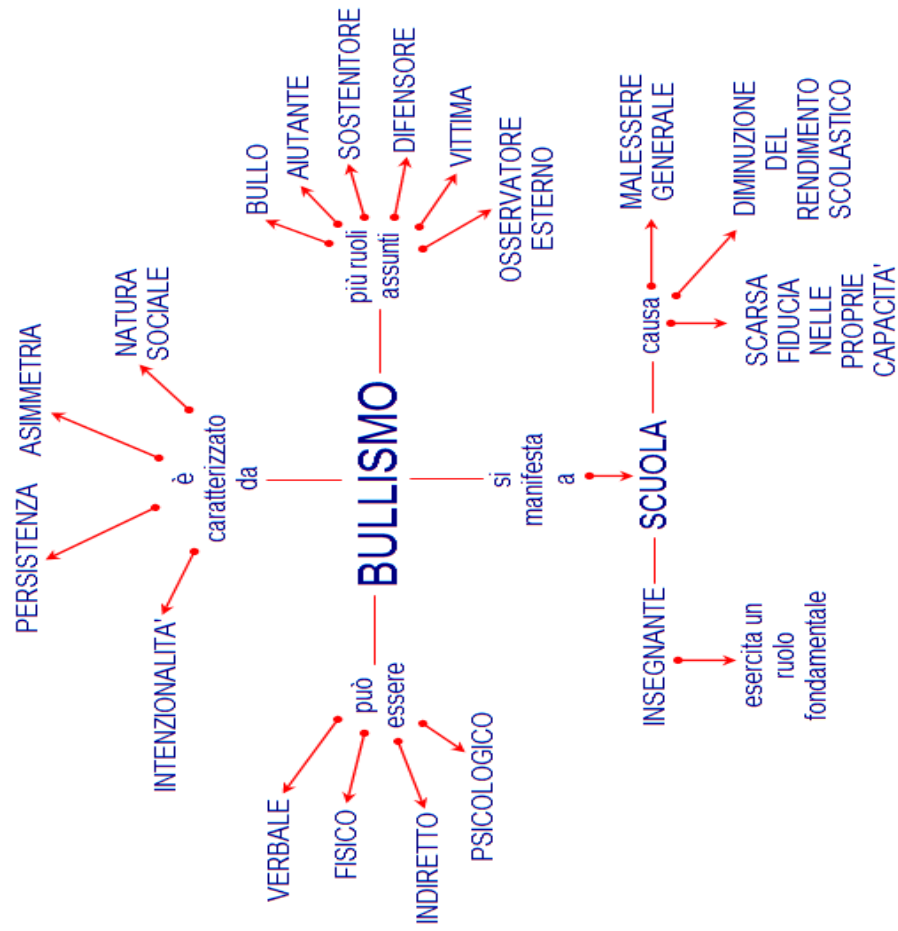 PERSISTENZA
ASIMMETRIA
INTENZIONALITA'
NATURA
SOCIALE
è
caratterizzato
da
BULLISMO
può
essere
VERBALE
FISICO
INDIRETTO
PSICOLOGICO
più ruoli
assunti
BULLO
AIUTANTE
SOSTENITORE
DIFENSORE
VITTIMA
OSSERVATORE
ESTERNO
si
manifesta
a
SCUOLA
INSEGNANTE
esercita un
ruolo
fondamentale
causa
MALESSERE
GENERALE
DIMINUZIONE
DEL
RENDIMENTO
SCOLASTICO
SCARSA
FIDUCIA
NELLE
PROPRIE
CAPACITA'